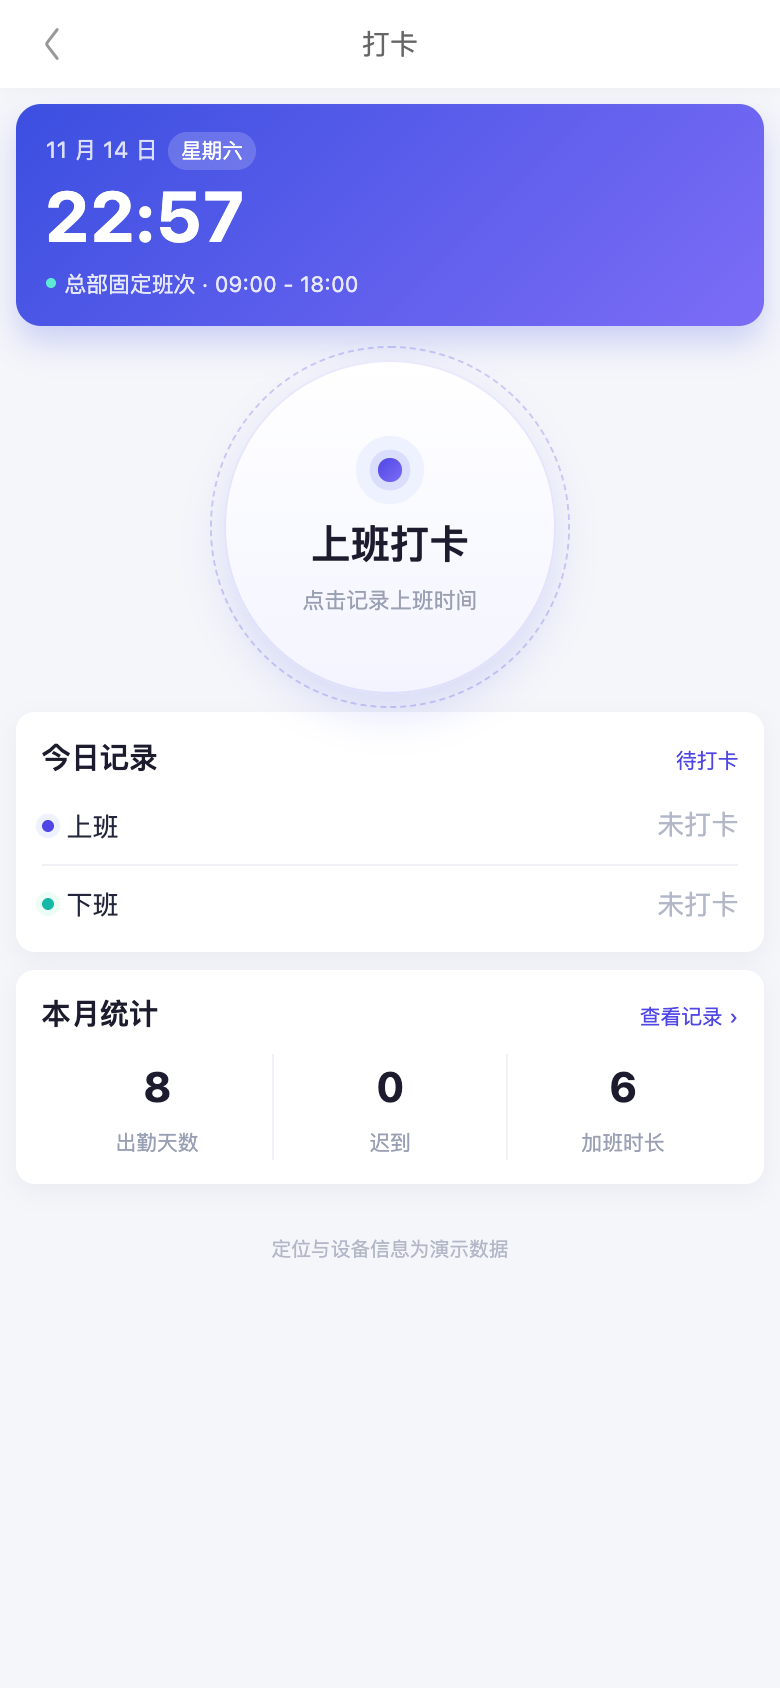 打卡
11 月 14 日 星期六
22:57
总部固定班次 · 09:00 - 18:00
上班打卡
点击记录上班时间
今日记录 待打卡
上班 未打卡
下班 未打卡
本月统计 查看记录 ›
8 0 6
出勤天数 迟到 加班时长
定位与设备信息为演示数据